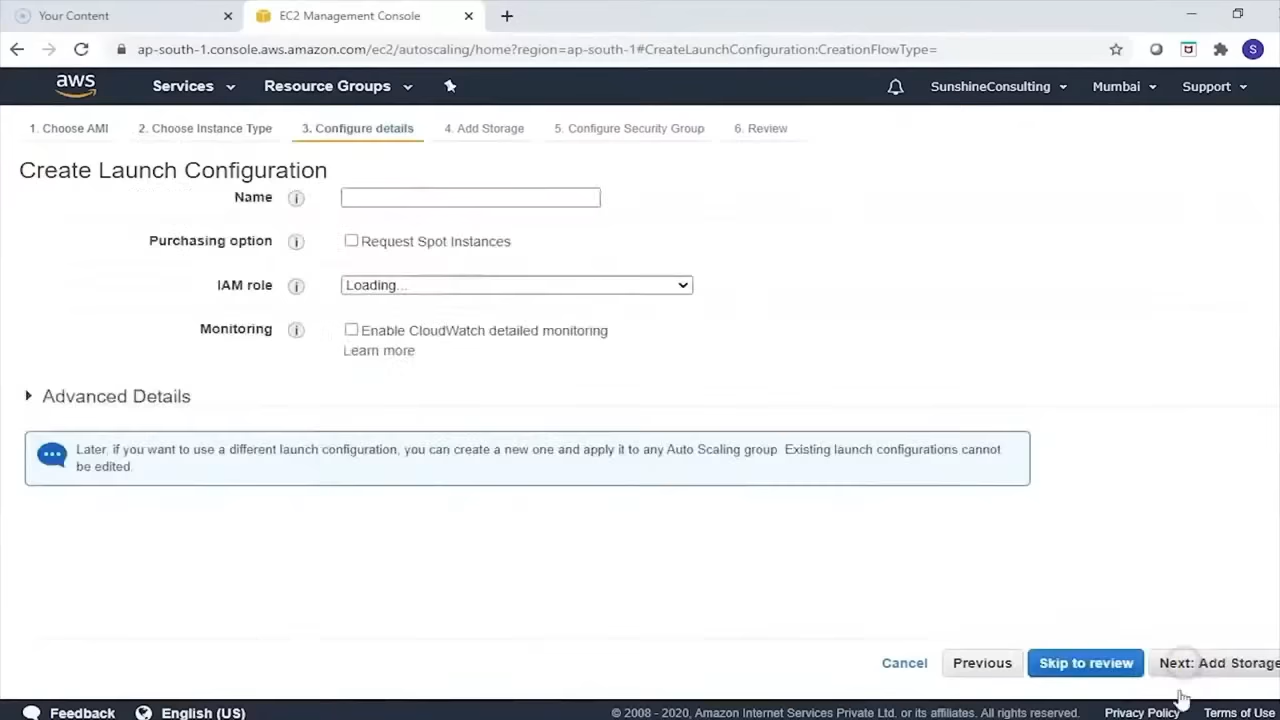 Your Content
EC2 Management Console
ap-south-1.console.aws.amazon.com/ec2/autoscaling/home?region=ap-south-1#CreateLaunchConfiguration:CreationFlowType=
S
aws Services Resource Groups SunshineConsulting Mumbai Support
1. Choose AMI 2. Choose Instance Type 3. Configure details 4. Add Storage 5. Configure Security Group 6. Review
Create Launch Configuration
Name i
Purchasing option i Request Spot Instances
IAM role i Loading...
Monitoring i Enable CloudWatch detailed monitoring
Learn more
Advanced Details
Later, if you want to use a different launch configuration, you can create a new one and apply it to any Auto Scaling group. Existing launch configurations cannot
be edited.
Cancel Previous Skip to review Next: Add Storage
Feedback English (US) © 2008 - 2020, Amazon Internet Services Private Ltd. or its affiliates. All rights reserved. Privacy Policy Terms of Use